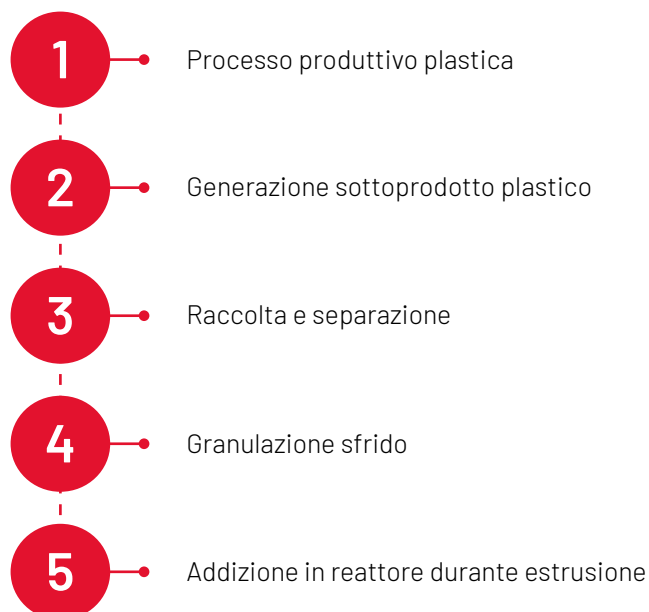 1 Processo produttivo plastica
2 Generazione sottoprodotto plastico
3 Raccolta e separazione
4 Granulazione sfrido
5 Addizione in reattore durante estrusione